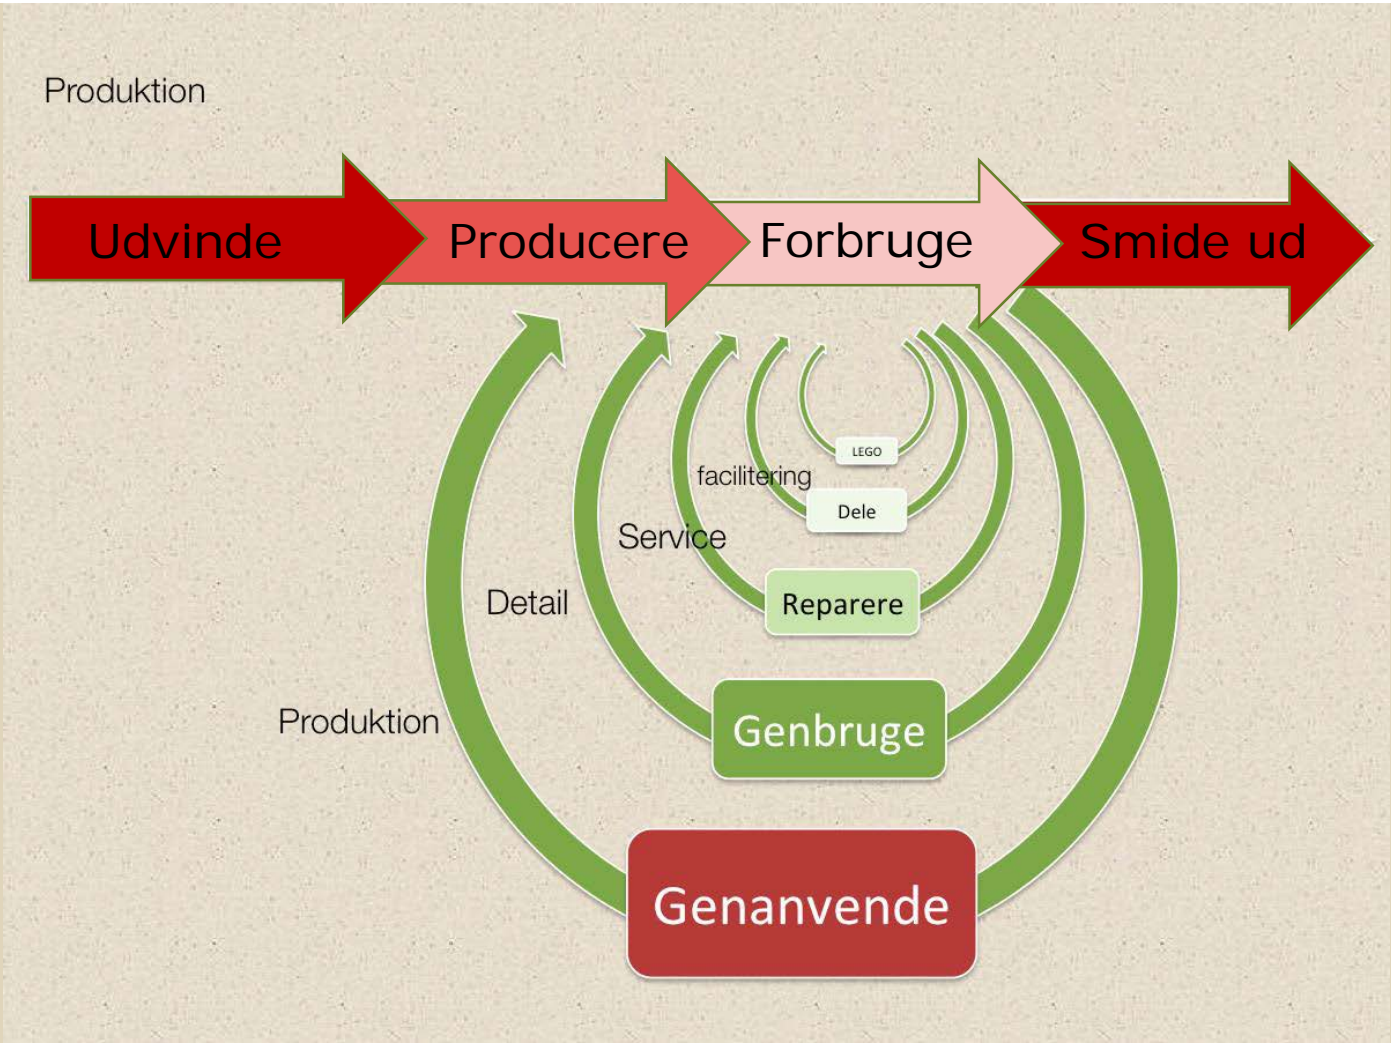 Produktion
Udvinde
Producere
Forbruge
Smide ud
LEGO
facilitering
Dele
Service
Detail
Reparere
Produktion
Genbruge
Genanvende